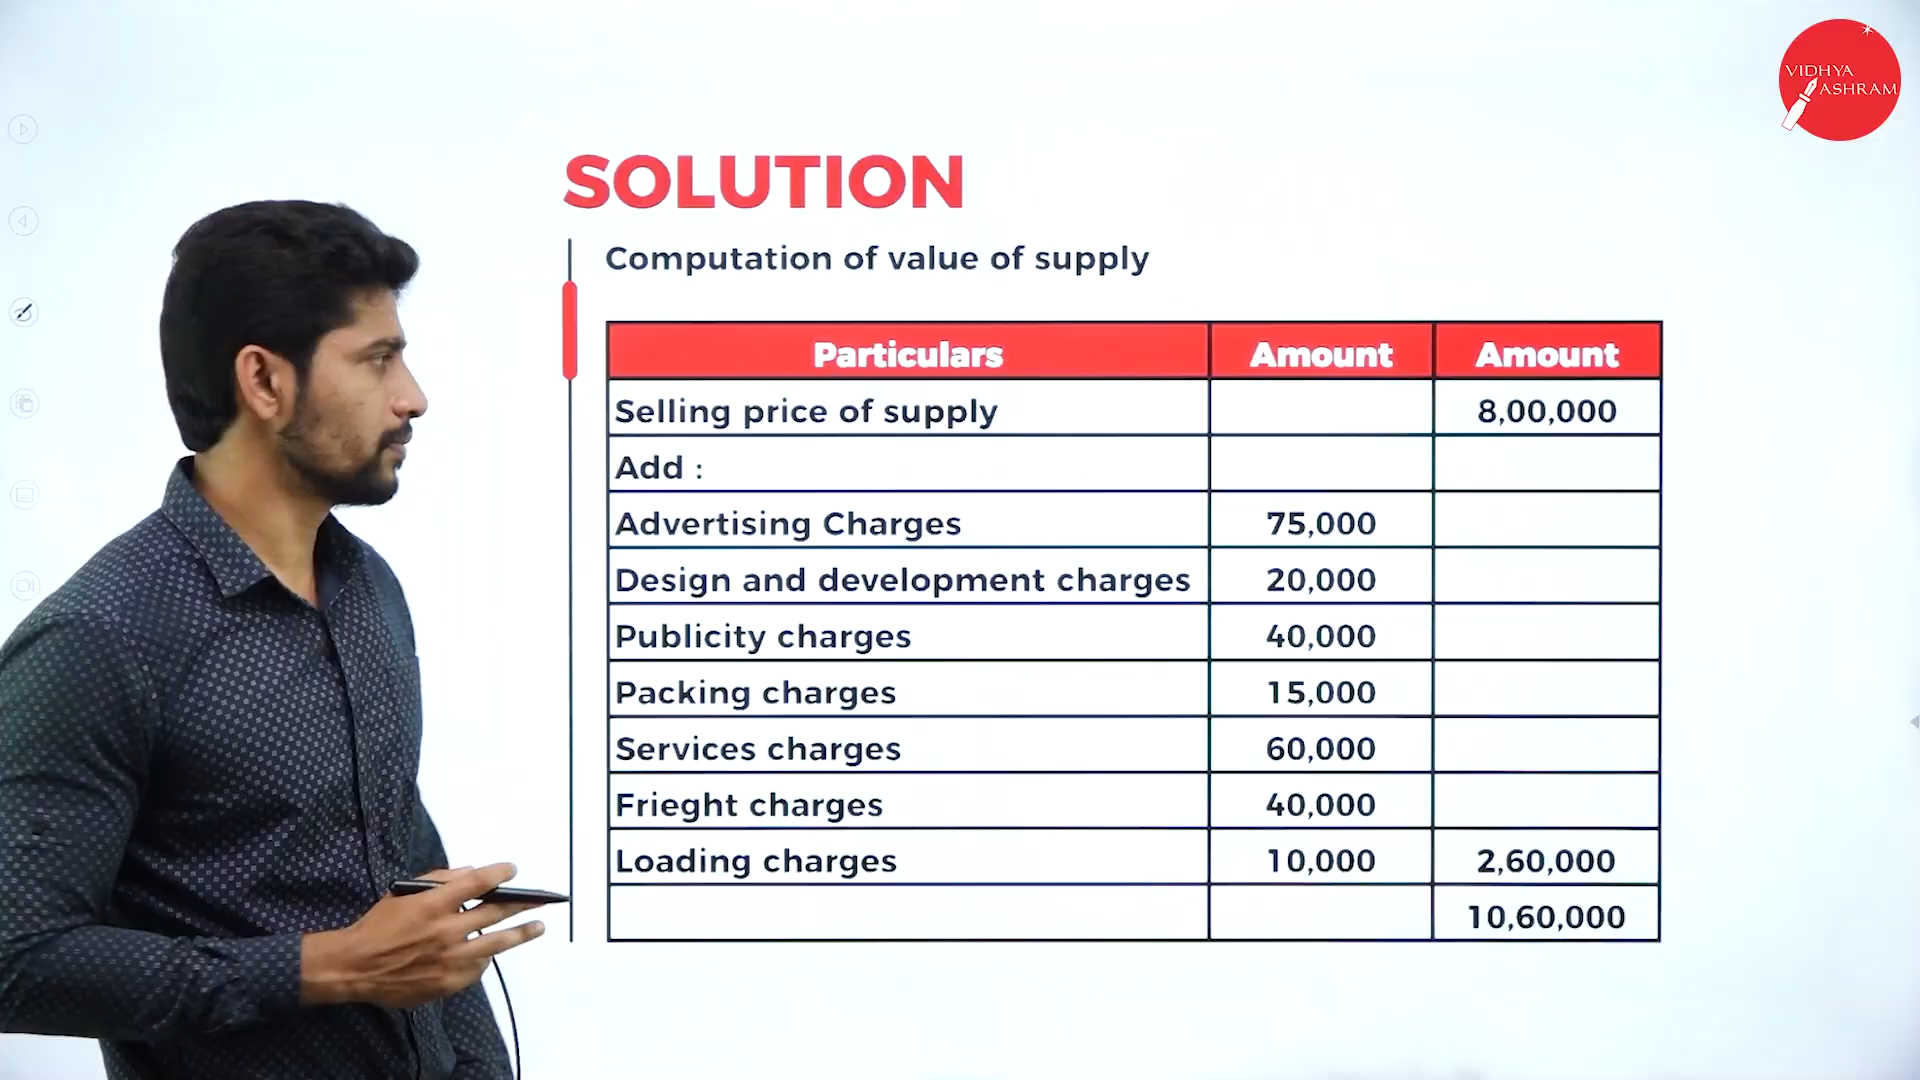 VIDHYA
ASHRAM
SOLUTION
Computation of value of supply
Particulars Amount Amount
Selling price of supply 8,00,000
Add :
Advertising Charges 75,000
Design and development charges 20,000
Publicity charges 40,000
Packing charges 15,000
Services charges 60,000
Frieght charges 40,000
Loading charges 10,000 2,60,000
10,60,000